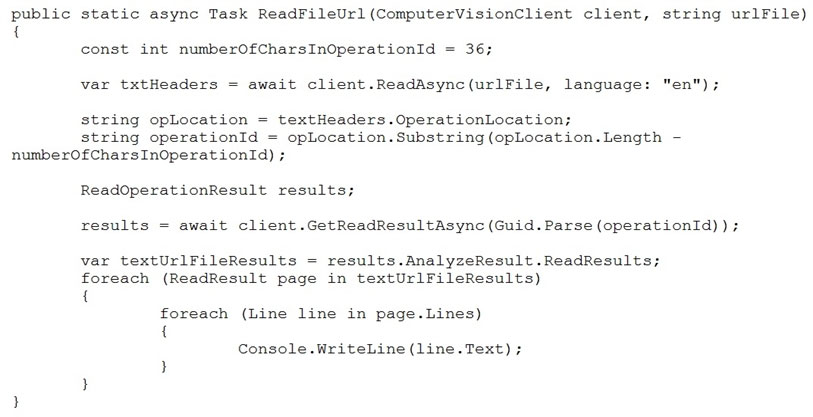 public static async Task ReadFileUrl(ComputerVisionClient client, string urlFile)
{
const int numberOfCharsInOperationId = 36;
var txtHeaders = await client.ReadAsync(urlFile, language: "en");
string opLocation = textHeaders.OperationLocation;
string operationId = opLocation.Substring(opLocation.Length -
numberOfCharsInOperationId);
ReadOperationResult results;
results = await client.GetReadResultAsync(Guid.Parse(operationId));
var textUrlFileResults = results.AnalyzeResult.ReadResults;
foreach (ReadResult page in textUrlFileResults)
{
foreach (Line line in page.Lines)
{
Console.WriteLine(line.Text);
}
}
}